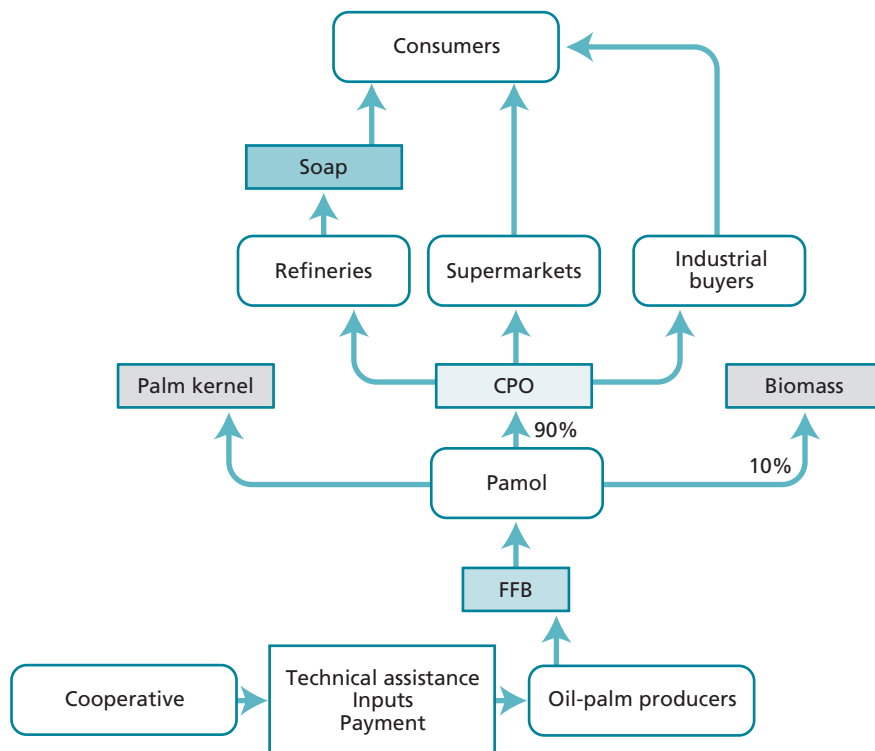 Consumers
Soap
Refineries
Supermarkets
Industrial
buyers
Palm kernel
CPO
Biomass
90%
10%
Pamol
FFB
Cooperative
Technical assistance
Inputs
Payment
Oil-palm producers